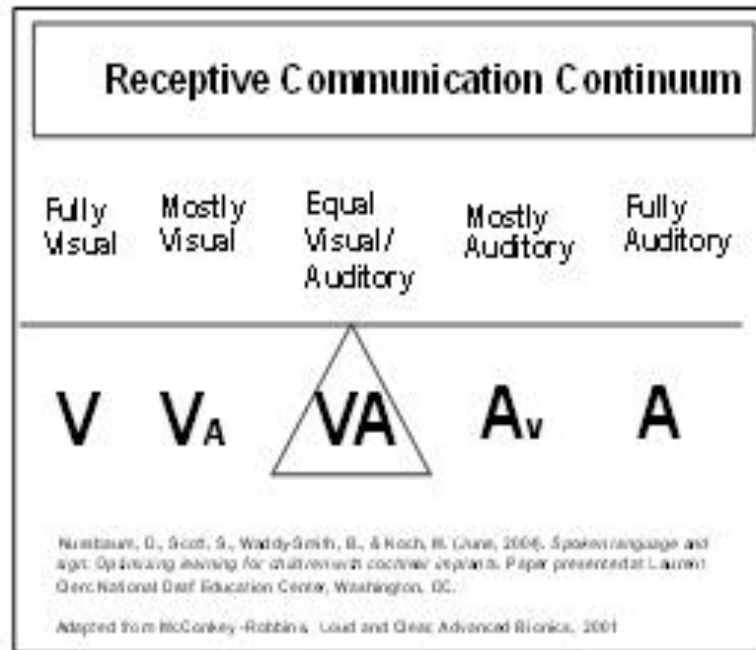 Receptive Communication Continuum
Fully Visual
Mostly Visual
Equal Visual/ Auditory
Mostly Auditory
Fully Auditory
V
VA
VA
Av
A
D., Scott, S., Waddy-Smith, B., & Koch, M. (June, 2004). Spoken language and
sign: Optimizing learning for children with cochlear implants. Paper presented at Laurent
Clerc National Deaf Education Center, Washington, DC.
Adapted from McConkey-Robbins, Loud and Clear, Advanced Bionics, 2001